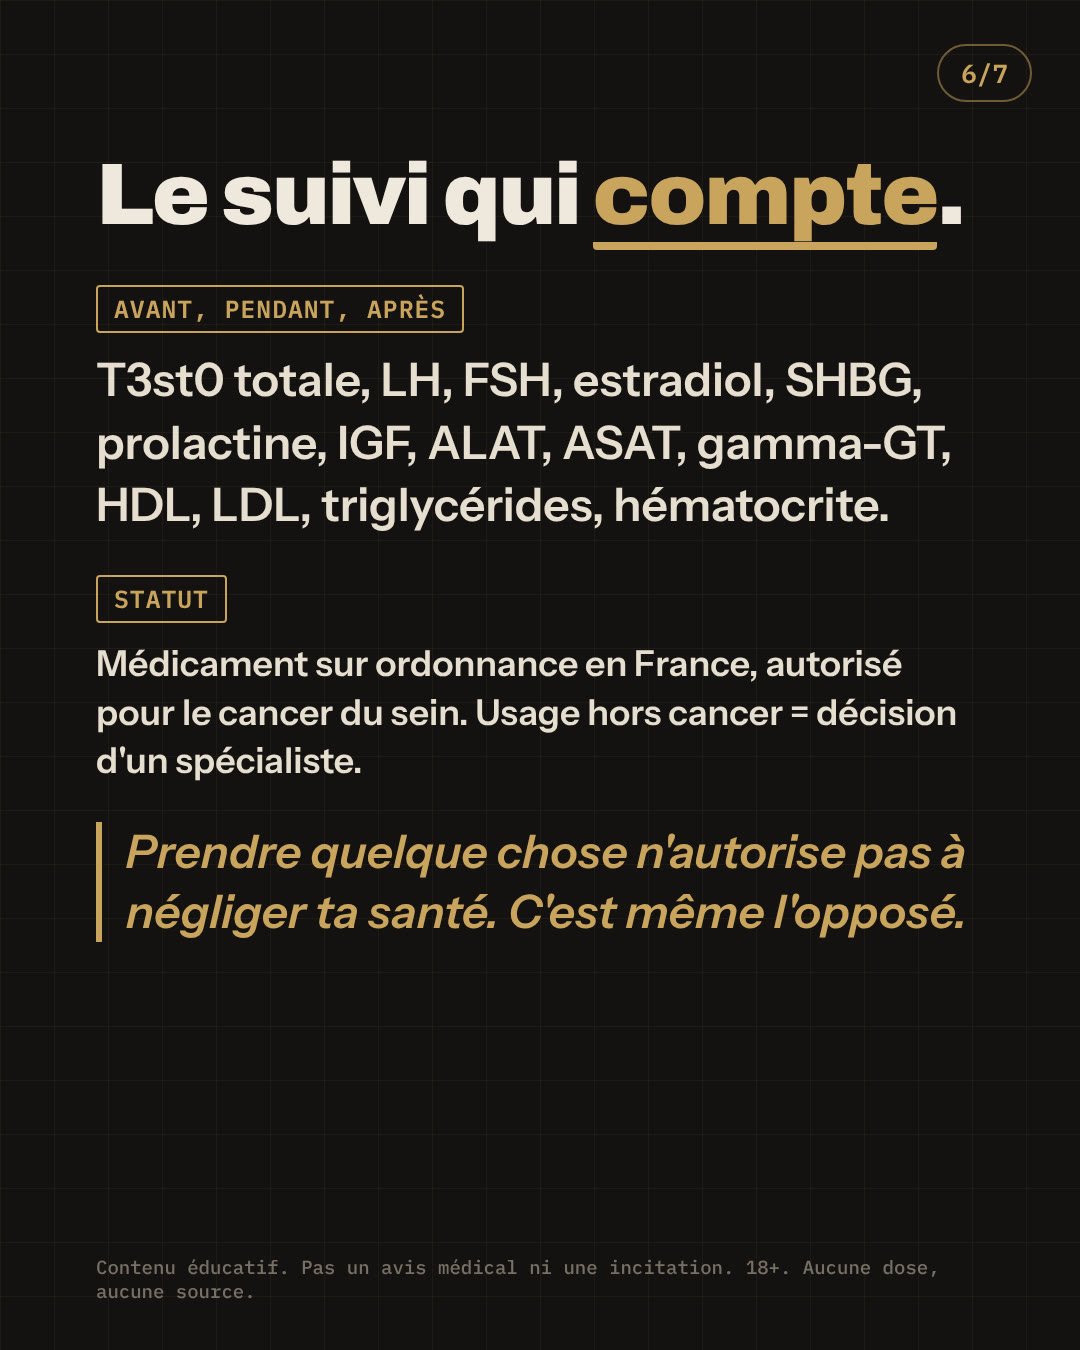 6/7
Le suivi qui compte.
AVANT, PENDANT, APRÈS
T3st0 totale, LH, FSH, estradiol, SHBG,
prolactine, IGF, ALAT, ASAT, gamma-GT,
HDL, LDL, triglycérides, hématocrite.
STATUT
Médicament sur ordonnance en France, autorisé
pour le cancer du sein. Usage hors cancer = décision
d'un spécialiste.
Prendre quelque chose n'autorise pas à
négliger ta santé. C'est même l'opposé.
Contenu éducatif. Pas un avis médical ni une incitation. 18+. Aucune dose,
aucune source.